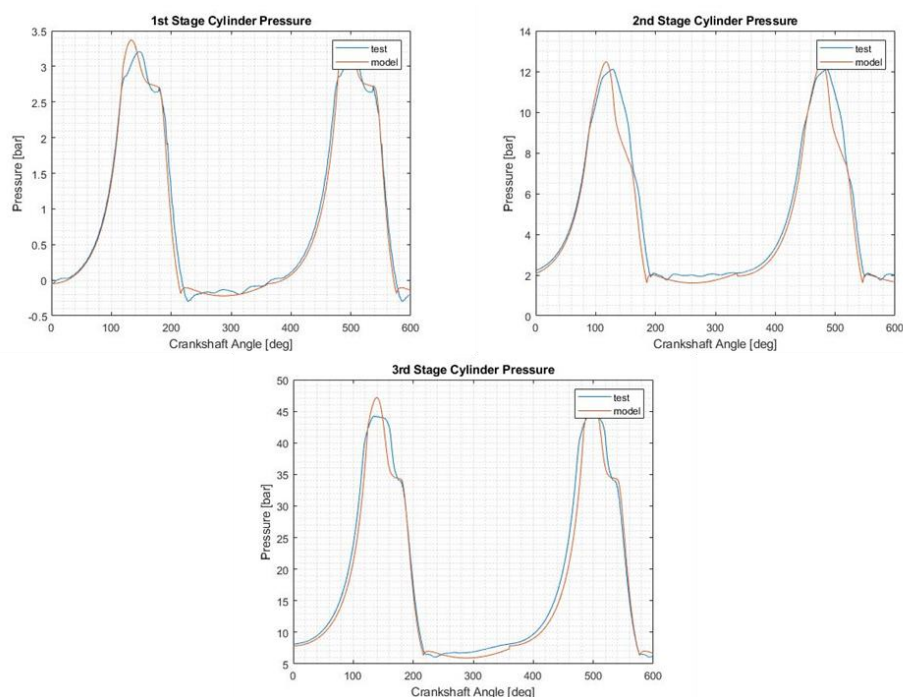 1st Stage Cylinder Pressure
3.5
3
2.5
2
1.5
1
0.5
0
-0.5
Pressure [bar]
test
model
0 100 200 300 400 500 600
Crankshaft Angle [deg]
2nd Stage Cylinder Pressure
14
12
10
8
6
4
2
0
Pressure [bar]
test
model
0 100 200 300 400 500 600
Crankshaft Angle [deg]
3rd Stage Cylinder Pressure
50
45
40
35
30
25
20
15
10
5
Pressure [bar]
test
model
0 100 200 300 400 500 600
Crankshaft Angle [deg]